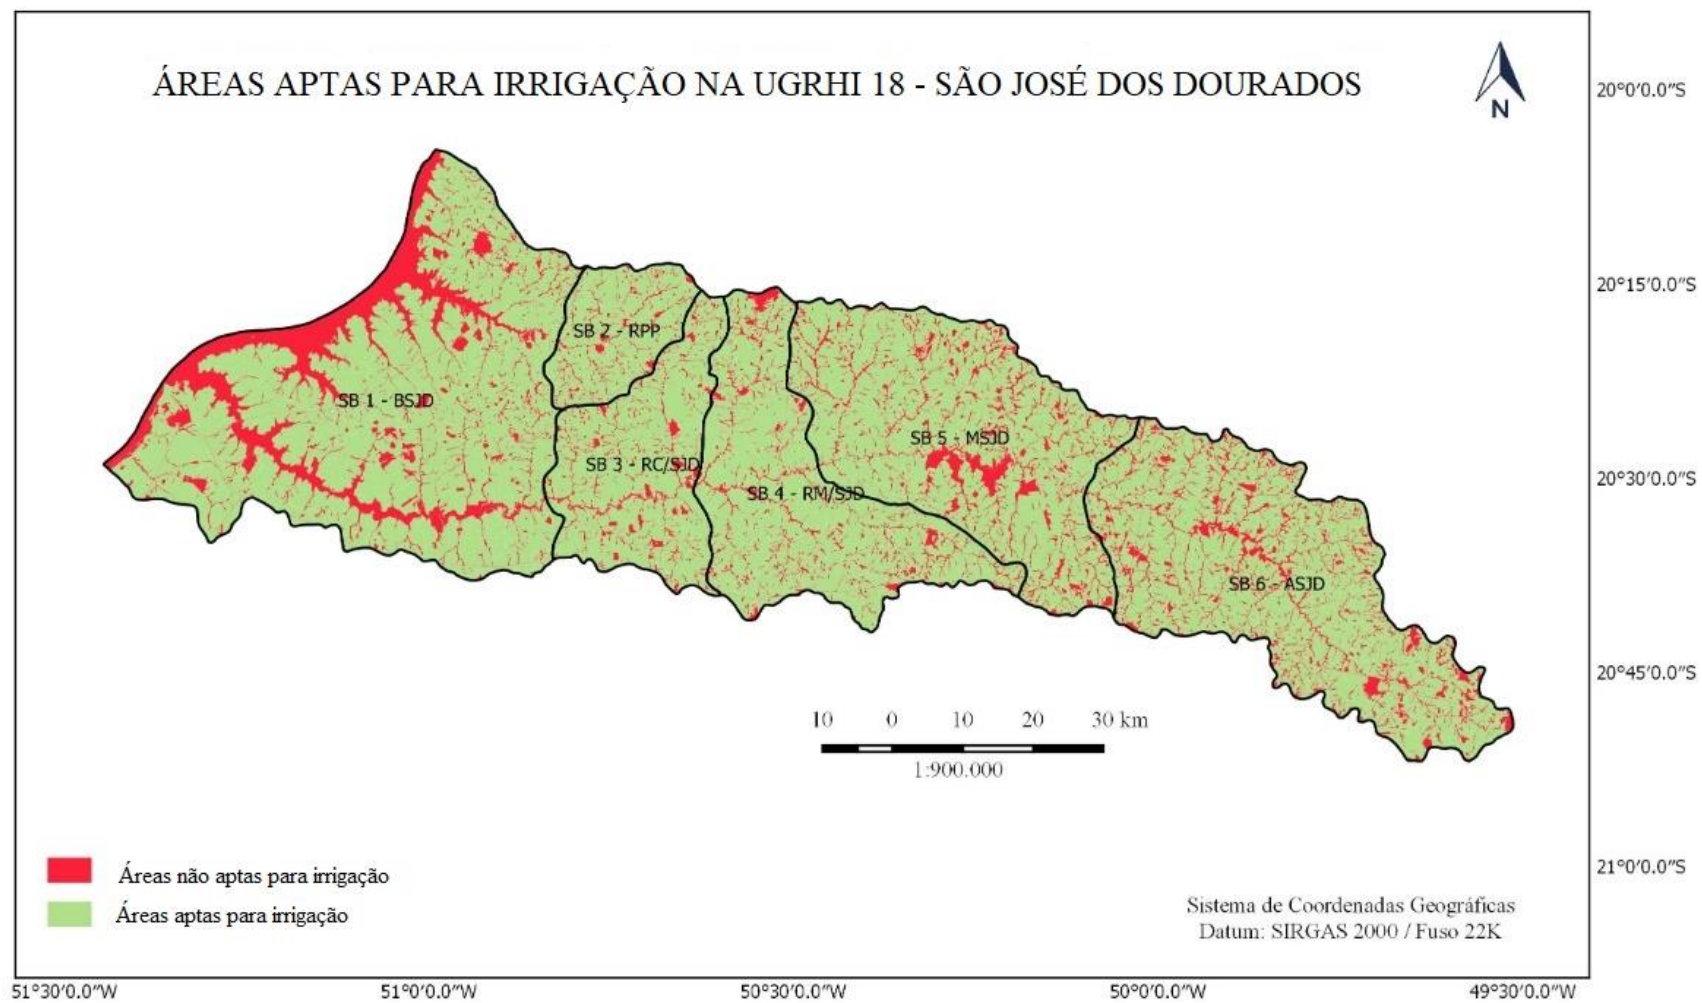 ÁREAS APTAS PARA IRRIGAÇÃO NA UGRHI 18 - SÃO JOSÉ DOS DOURADOS
N
20°0′0.0″S
20°15′0.0″S
SB 2 - RPP
SB 1 - BSJD
SB 5 - MSJD
SB 3 - RC/SJD
20°30′0.0″S
SB 4 - RM/SJD
SB 6 - ASJD
20°45′0.0″S
10 0 10 20 30 km
1:900.000
21°0′0.0″S
Áreas não aptas para irrigação
Áreas aptas para irrigação
Sistema de Coordenadas Geográficas
Datum: SIRGAS 2000 / Fuso 22K
51°30′0.0″W 51°0′0.0″W 50°30′0.0″W 50°0′0.0″W 49°30′0.0″W